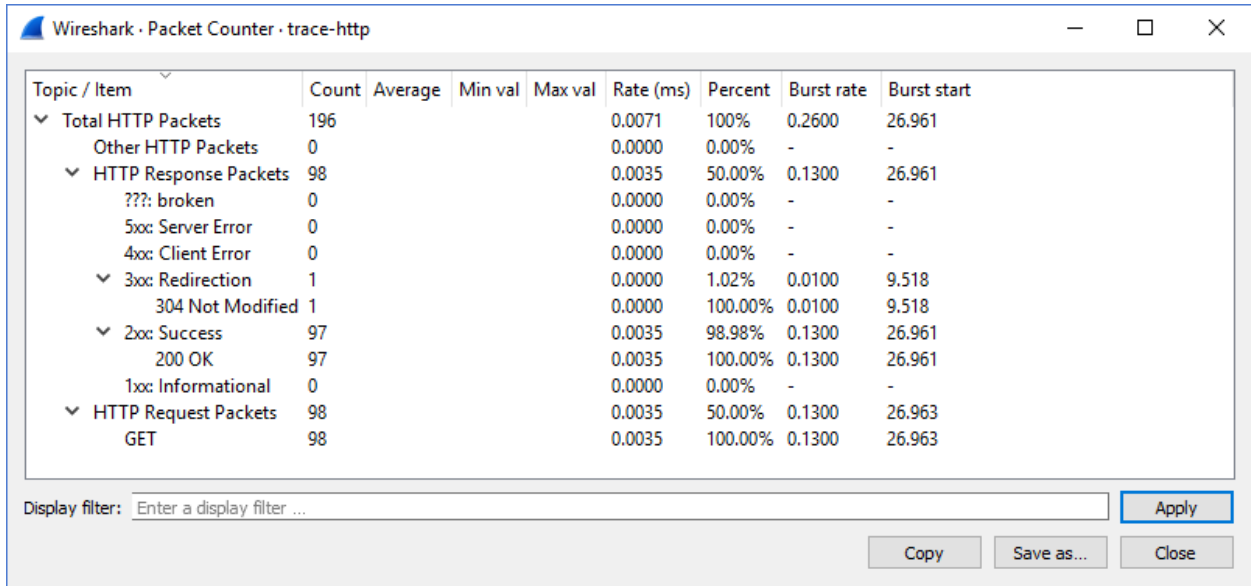 Wireshark · Packet Counter · trace-http
Topic / Item Count Average Min val Max val Rate (ms) Percent Burst rate Burst start
Total HTTP Packets 196 0.0071 100% 0.2600 26.961
Other HTTP Packets 0 0.0000 0.00% - -
HTTP Response Packets 98 0.0035 50.00% 0.1300 26.961
???: broken 0 0.0000 0.00% - -
5xx: Server Error 0 0.0000 0.00% - -
4xx: Client Error 0 0.0000 0.00% - -
3xx: Redirection 1 0.0000 1.02% 0.0100 9.518
304 Not Modified 1 0.0000 100.00% 0.0100 9.518
2xx: Success 97 0.0035 98.98% 0.1300 26.961
200 OK 97 0.0035 100.00% 0.1300 26.961
1xx: Informational 0 0.0000 0.00% - -
HTTP Request Packets 98 0.0035 50.00% 0.1300 26.963
GET 98 0.0035 100.00% 0.1300 26.963
Display filter: Enter a display filter ... Apply
Copy Save as... Close